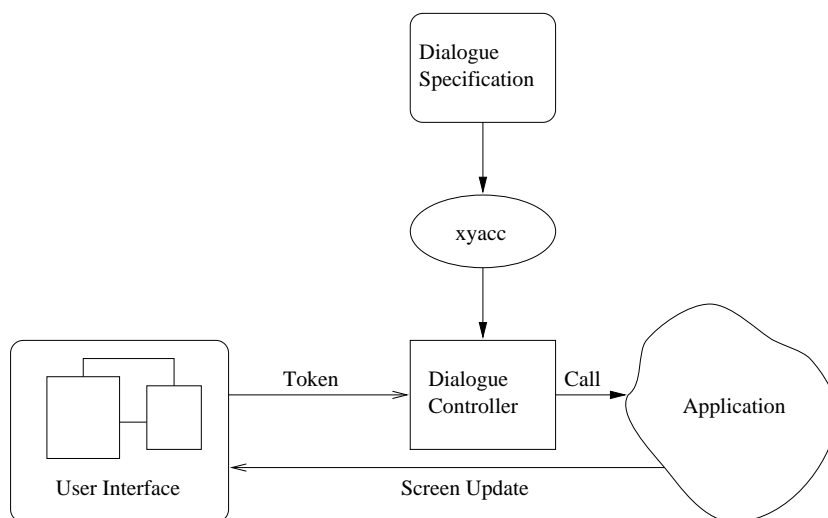 Dialogue
Specification
xyacc
Token
Dialogue
Controller
Call
Application
User Interface
Screen Update